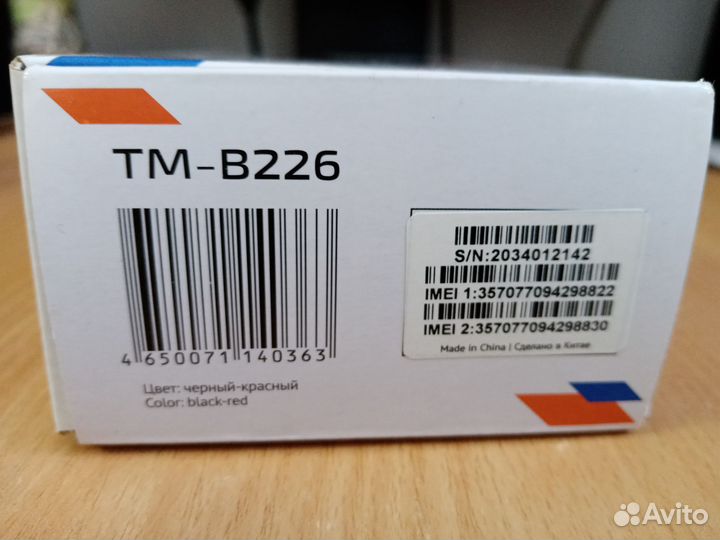 TM-B226
4 650071 140363
Цвет: черный-красный
Color: black-red
S/N:2034012142
IMEI 1:357077094298822
IMEI 2:357077094298830
Made in China | Сделано в Китае
Avito